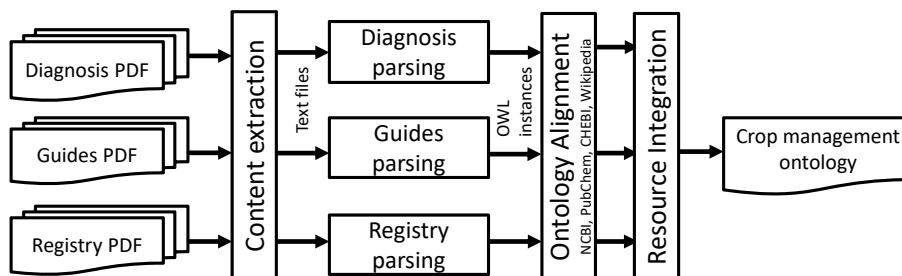 Diagnosis PDF
Guides PDF
Registry PDF
Content extraction
Text files
Diagnosis
parsing
Guides
parsing
Registry
parsing
OWL
instances
Ontology Alignment
NCBI, PubChem, CHEBI, Wikipedia
Resource Integration
Crop management
ontology